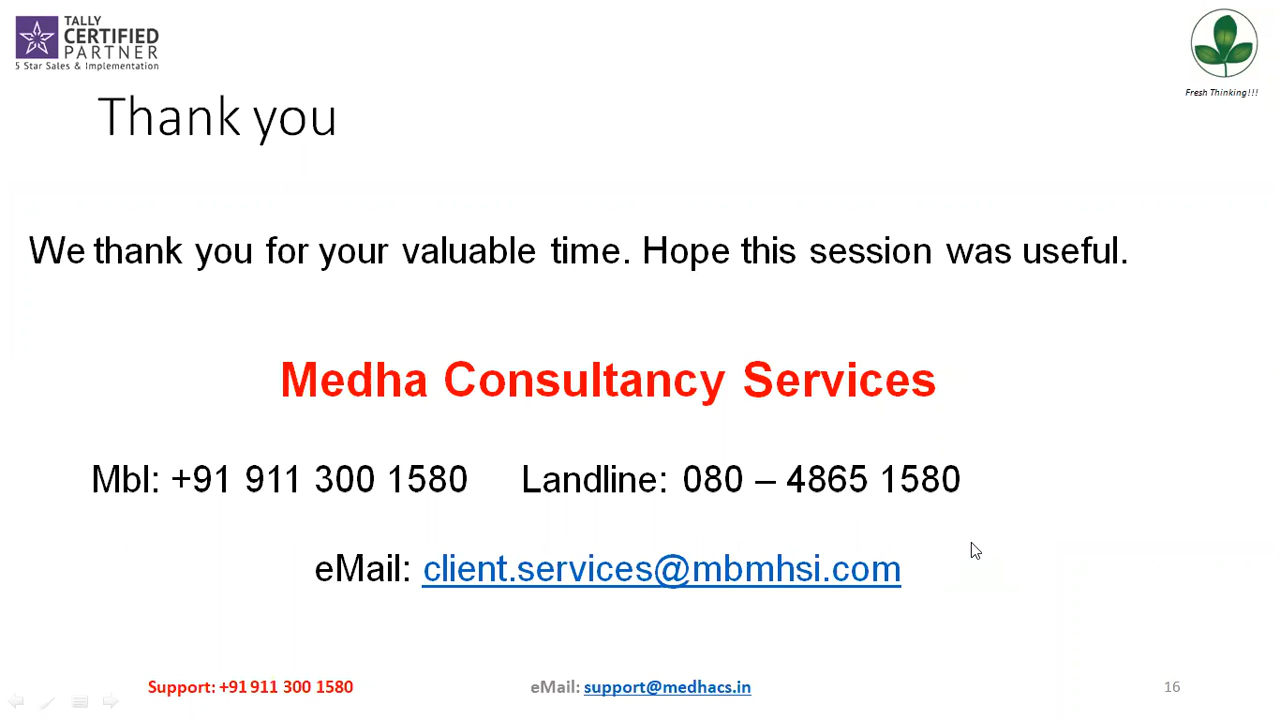 TALLY
CERTIFIED
PARTNER
5 Star Sales & Implementation
Fresh Thinking!!!
Thank you
We thank you for your valuable time. Hope this session was useful.
Medha Consultancy Services
Mbl: +91 911 300 1580 Landline: 080 – 4865 1580
eMail: client.services@mbmhsi.com
Support: +91 911 300 1580 eMail: support@medhacs.in 16